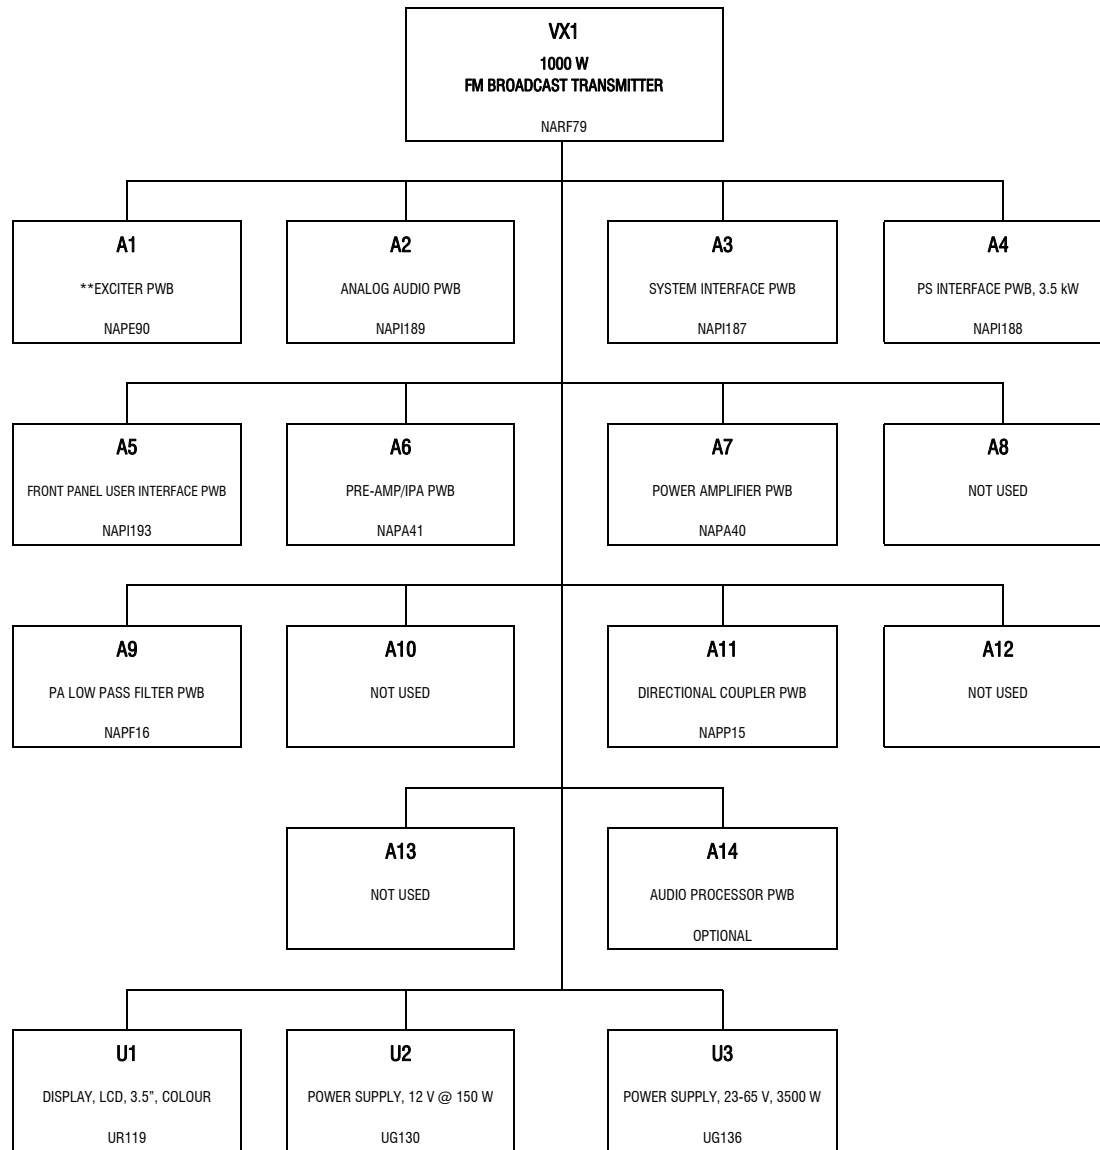 VX1
1000 W
FM BROADCAST TRANSMITTER
NARF79
A1
**EXCITER PWB
NAPE90
A2
ANALOG AUDIO PWB
NAPI189
A3
SYSTEM INTERFACE PWB
NAPI187
A4
PS INTERFACE PWB, 3.5 kW
NAPI188
A5
FRONT PANEL USER INTERFACE PWB
NAPI193
A6
PRE-AMP/IPA PWB
NAPA41
A7
POWER AMPLIFIER PWB
NAPA40
A8
NOT USED
A9
PA LOW PASS FILTER PWB
NAPF16
A10
NOT USED
A11
DIRECTIONAL COUPLER PWB
NAPP15
A12
NOT USED
A13
NOT USED
A14
AUDIO PROCESSOR PWB
OPTIONAL
U1
DISPLAY, LCD, 3.5”, COLOUR
UR119
U2
POWER SUPPLY, 12 V @ 150 W
UG130
U3
POWER SUPPLY, 23-65 V, 3500 W
UG136